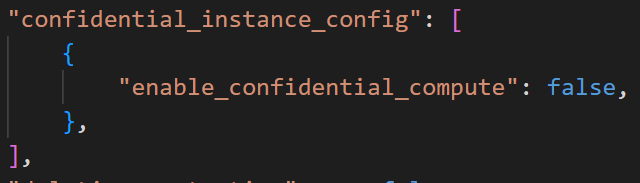 "confidential_instance_config": [
{
"enable_confidential_compute": false,
},
],